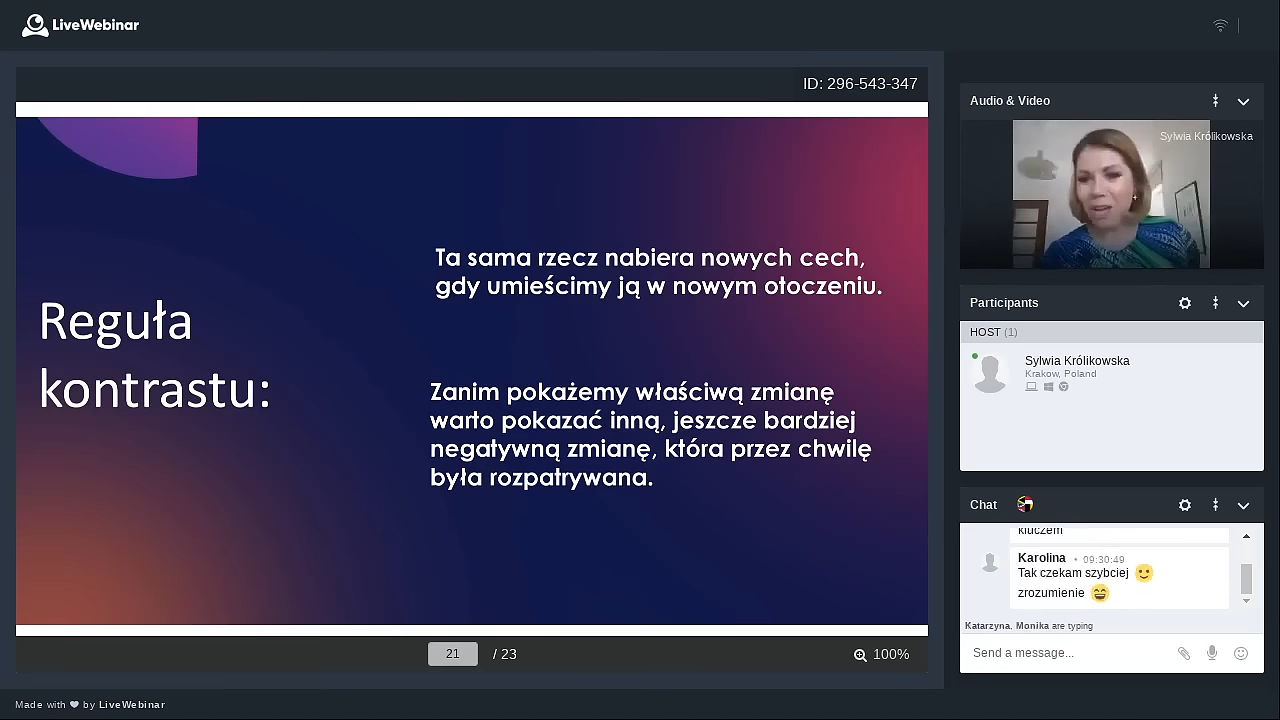 LiveWebinar
ID: 296-543-347
Reguła
kontrastu:
Ta sama rzecz nabiera nowych cech,
gdy umieścimy ją w nowym otoczeniu.
Zanim pokażemy właściwą zmianę
warto pokazać inną, jeszcze bardziej
negatywną zmianę, która przez chwilę
była rozpatrywana.
21 / 23
100%
Audio & Video
Sylwia Królikowska
Participants
HOST (1)
Sylwia Królikowska
Krakow, Poland
Chat
kluczem
Karolina • 09:30:49
Tak czekam szybciej 🙂
zrozumienie 😄
Katarzyna, Monika are typing
Send a message...
Made with ❤ by LiveWebinar